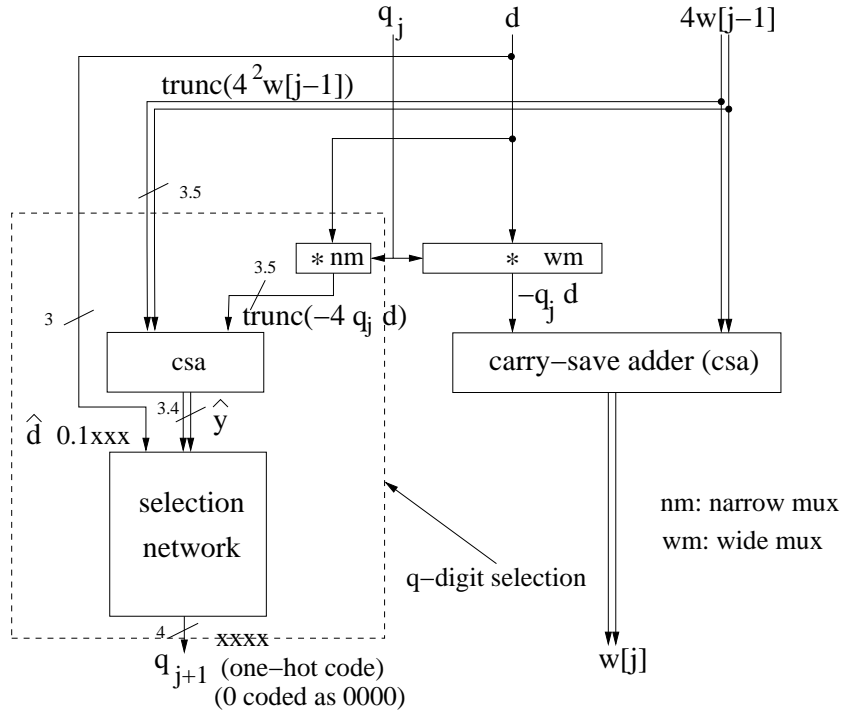 q j
d
4w[j−1]
trunc(4 2 w[j−1])
3.5
* nm
* wm
3.5
−q j d
3
trunc(−4 q j d)
csa
carry−save adder (csa)
3.4
^ y
^ d 0.1xxx
selection
network
nm: narrow mux
wm: wide mux
q−digit selection
4
xxxx
q j+1 (one−hot code)
(0 coded as 0000)
w[j]